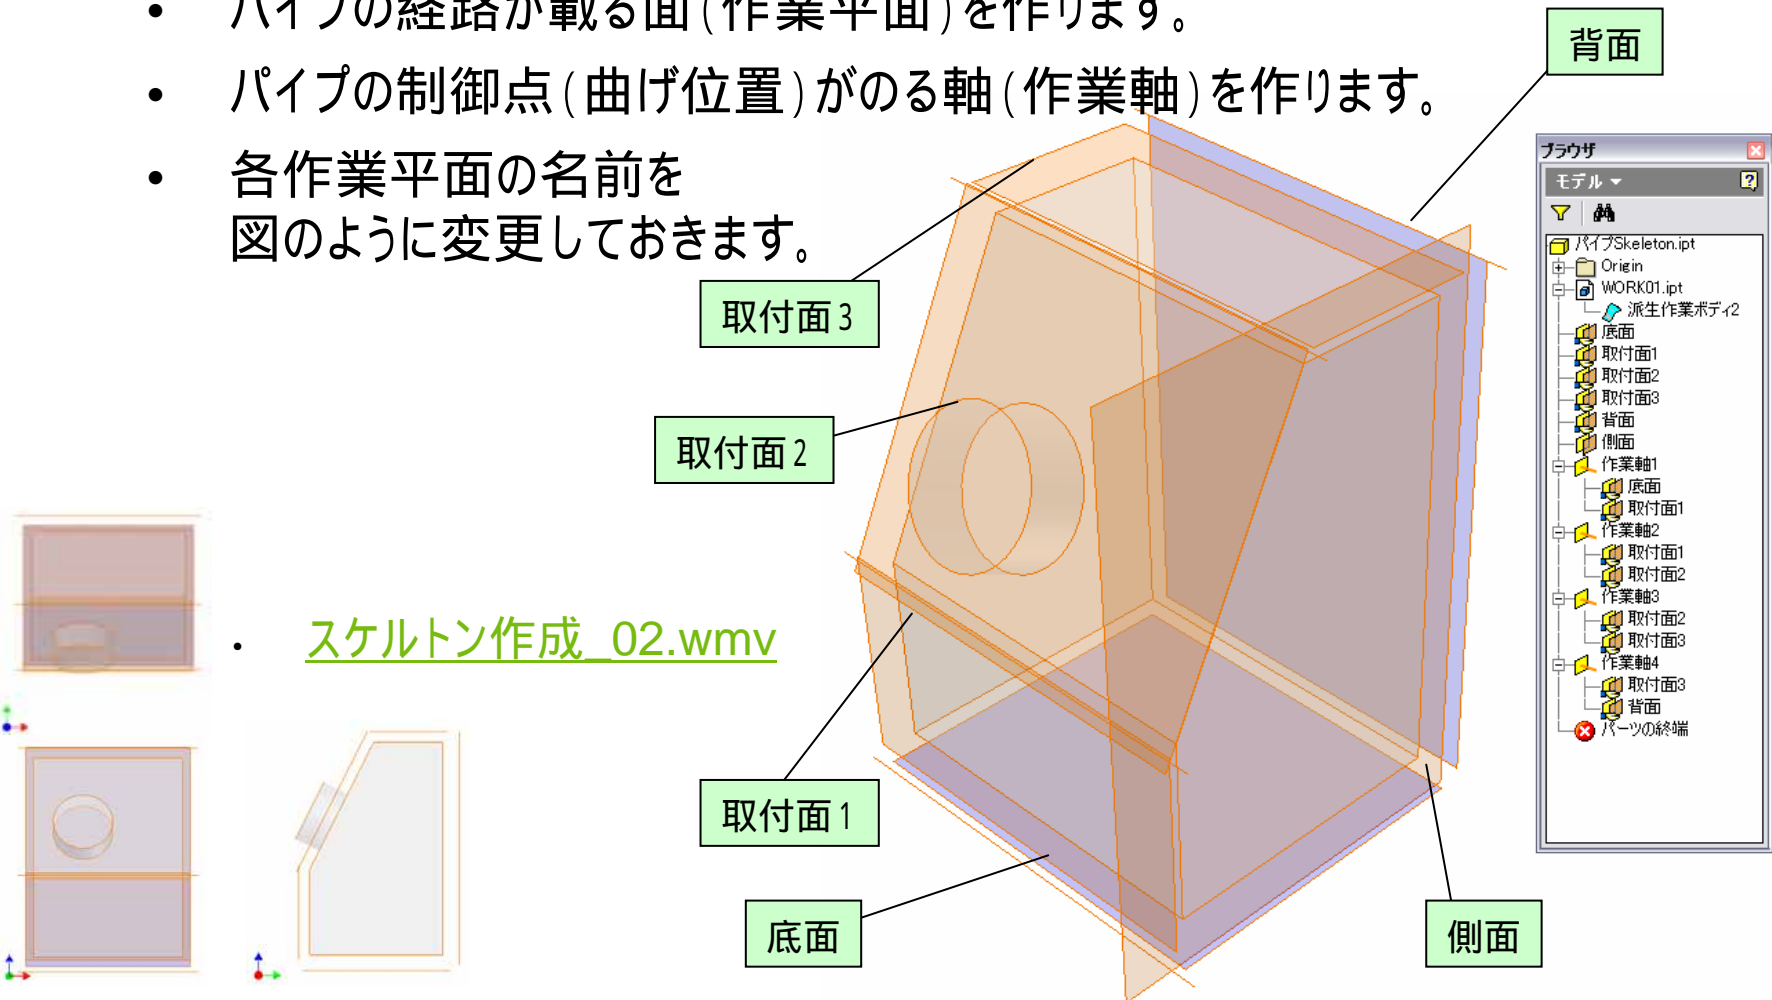 • パイプの経路が載る面(作業平面)を作ります。
• パイプの制御点(曲げ位置)がのる軸(作業軸)を作ります。
• 各作業平面の名前を
図のように変更しておきます。
• スケルトン作成_02.wmv
背面
取付面3
取付面2
取付面1
底面
側面
ブラウザ
モデル
パイプSkeleton.ipt
Origin
WORK01.ipt
派生作業ボディ2
底面
取付面1
取付面2
取付面3
背面
側面
作業軸1
底面
取付面1
作業軸2
取付面1
取付面2
作業軸3
取付面2
取付面3
作業軸4
取付面3
背面
パーツの終端